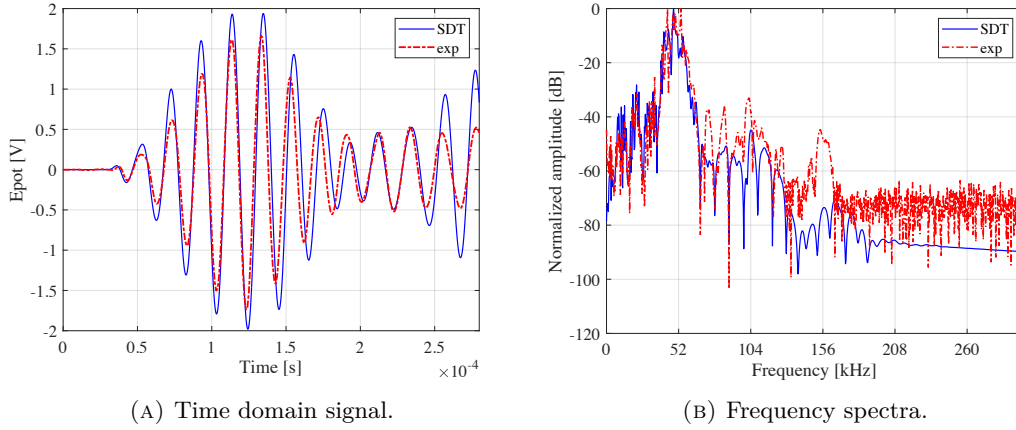 2
1.5
1
0.5
0
-0.5
-1
-1.5
-2
Epot [V]
SDT
exp
0 0.5 1 1.5 2 2.5
Time [s]
×10⁻⁴
(A) Time domain signal.
0
-20
-40
-60
-80
-100
-120
Normalized amplitude [dB]
SDT
exp
0 52 104 156 208 260
Frequency [kHz]
(B) Frequency spectra.